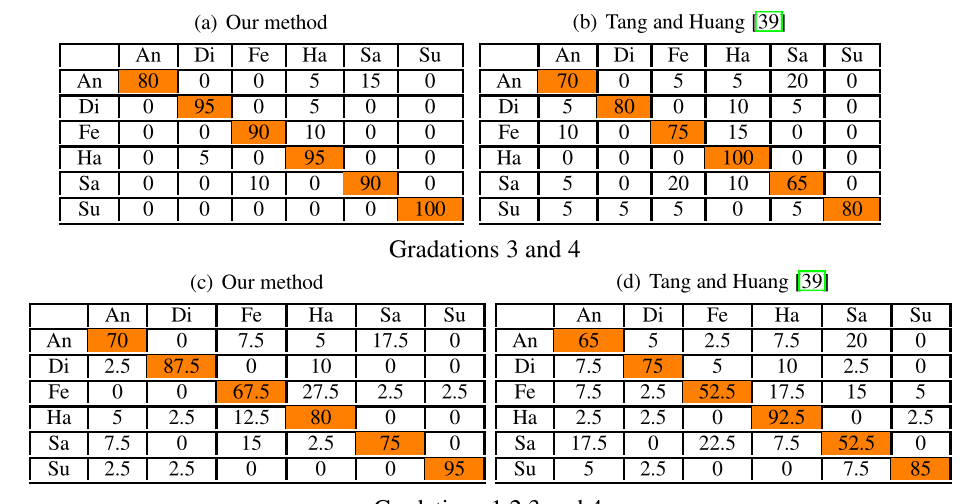 (a) Our method
An Di Fe Ha Sa Su
An 80 0 0 5 15 0
Di 0 95 0 5 0 0
Fe 0 0 90 10 0 0
Ha 0 5 0 95 0 0
Sa 0 0 10 0 90 0
Su 0 0 0 0 0 100
(b) Tang and Huang [39]
An Di Fe Ha Sa Su
An 70 0 5 5 20 0
Di 5 80 0 10 5 0
Fe 10 0 75 15 0 0
Ha 0 0 0 100 0 0
Sa 5 0 20 10 65 0
Su 5 5 5 0 5 80
Gradations 3 and 4
(c) Our method
An Di Fe Ha Sa Su
An 70 0 7.5 5 17.5 0
Di 2.5 87.5 0 10 0 0
Fe 0 0 67.5 27.5 2.5 2.5
Ha 5 2.5 12.5 80 0 0
Sa 7.5 0 15 2.5 75 0
Su 2.5 2.5 0 0 0 95
(d) Tang and Huang [39]
An Di Fe Ha Sa Su
An 65 5 2.5 7.5 20 0
Di 7.5 75 5 10 2.5 0
Fe 7.5 2.5 52.5 17.5 15 5
Ha 2.5 2.5 0 92.5 0 2.5
Sa 17.5 0 22.5 7.5 52.5 0
Su 5 2.5 0 0 7.5 85